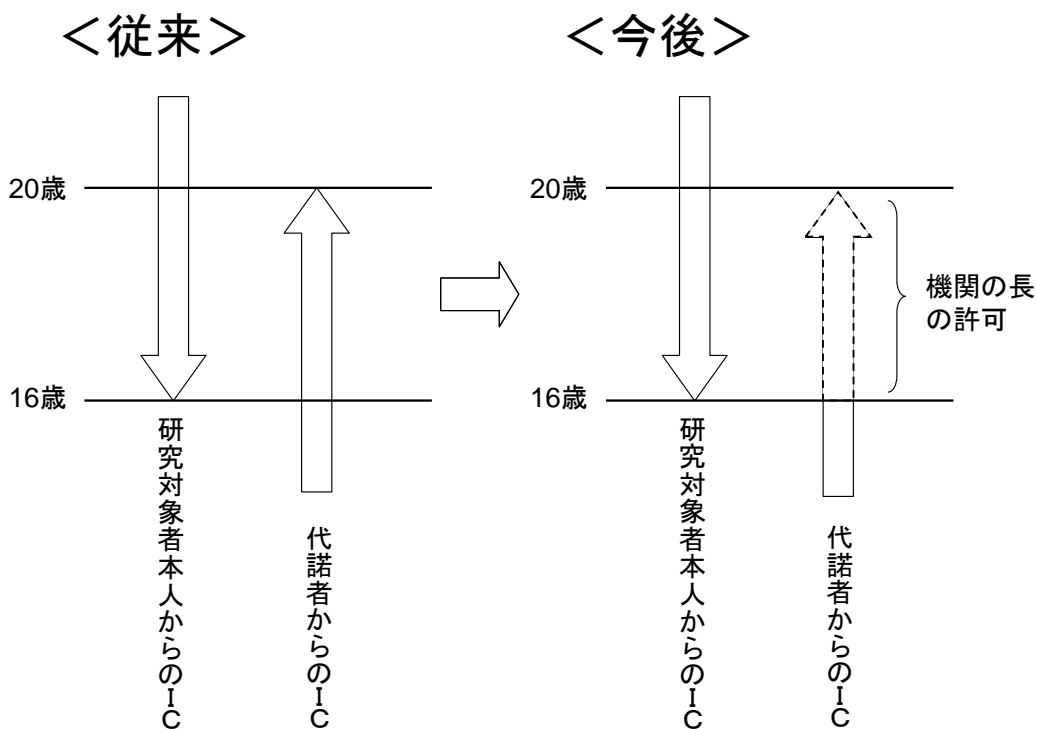 ＜従来＞
20歳
16歳
研究対象者本人からのIC
代諾者からのIC
＜今後＞
20歳
16歳
機関の長
の許可
研究対象者本人からのIC
代諾者からのIC